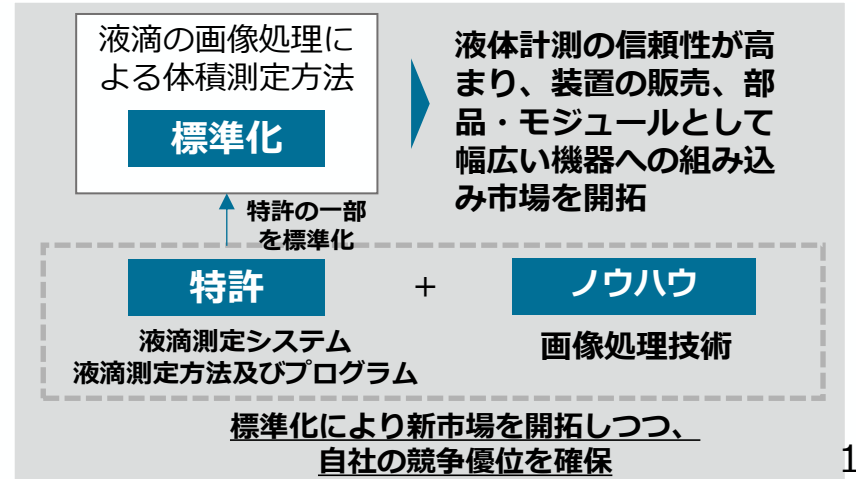 液滴の画像処理に
よる体積測定方法
標準化
液体計測の信頼性が高
まり、装置の販売、部
品・モジュールとして
幅広い機器への組み込
み市場を開拓
特許の一部
を標準化
特許
+
ノウハウ
液滴測定システム
液滴測定方法及びプログラム
画像処理技術
標準化により新市場を開拓しつつ、
自社の競争優位を確保
1